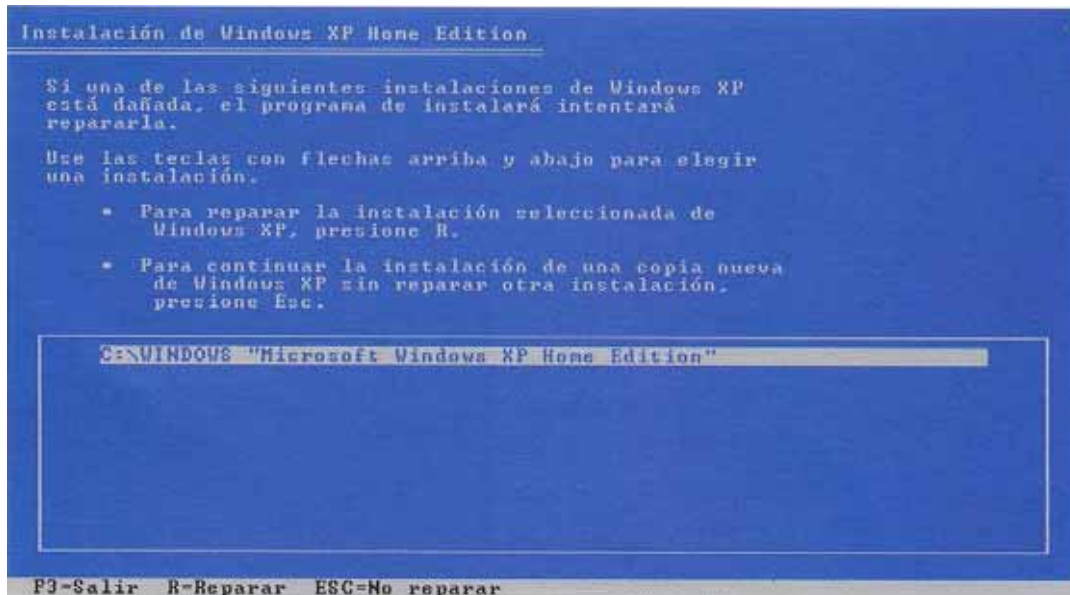 Instalación de Windows XP Home Edition
Si una de las siguientes instalaciones de Windows XP
está dañada, el programa de instalará intentará
repararla.
Use las teclas con flechas arriba y abajo para elegir
una instalación.
• Para reparar la instalación seleccionada de
Windows XP, presione R.
• Para continuar la instalación de una copia nueva
de Windows XP sin reparar otra instalación,
presione Esc.
C:\WINDOWS "Microsoft Windows XP Home Edition"
F3=Salir R=Reparar ESC=No reparar